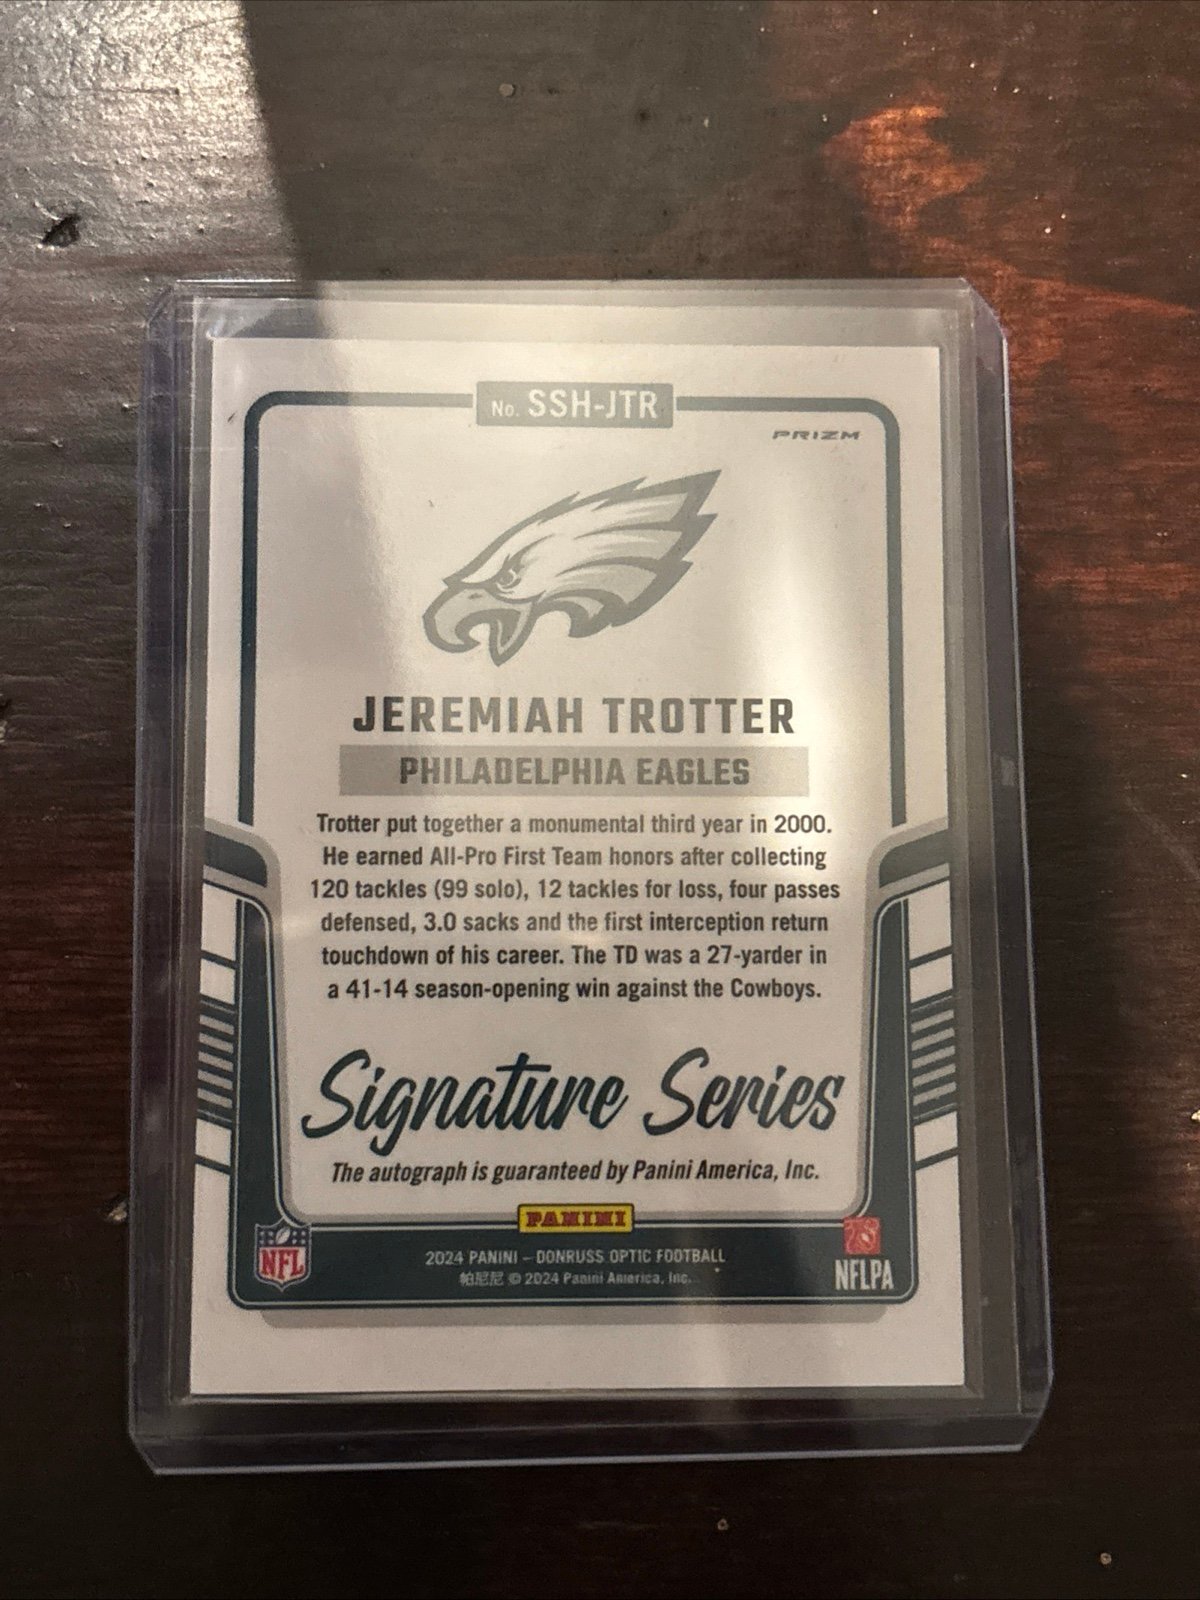 No. SSH-JTR
PRIZM
JEREMIAH TROTTER
PHILADELPHIA EAGLES
Trotter put together a monumental third year in 2000.
He earned All-Pro First Team honors after collecting
120 tackles (99 solo), 12 tackles for loss, four passes
defensed, 3.0 sacks and the first interception return
touchdown of his career. The TD was a 27-yarder in
a 41-14 season-opening win against the Cowboys.
Signature Series
The autograph is guaranteed by Panini America, Inc.
PANINI
NFL
2024 PANINI – DONRUSS OPTIC FOOTBALL
帕尼尼 © 2024 Panini America, Inc.
NFLPA